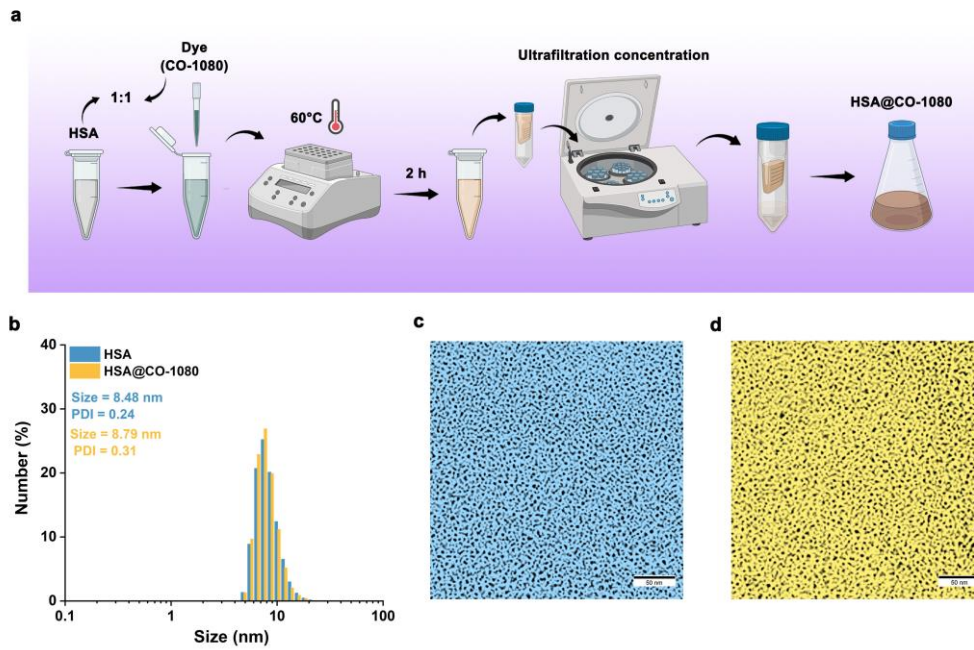 a
Dye
(CO-1080)
1:1
HSA
60°C
2 h
Ultrafiltration concentration
HSA@CO-1080
b
HSA
HSA@CO-1080
Size = 8.48 nm
PDI = 0.24
Size = 8.79 nm
PDI = 0.31
Number (%)
40
30
20
10
0
0.1 1 10 100
Size (nm)
c
50 nm
d
50 nm